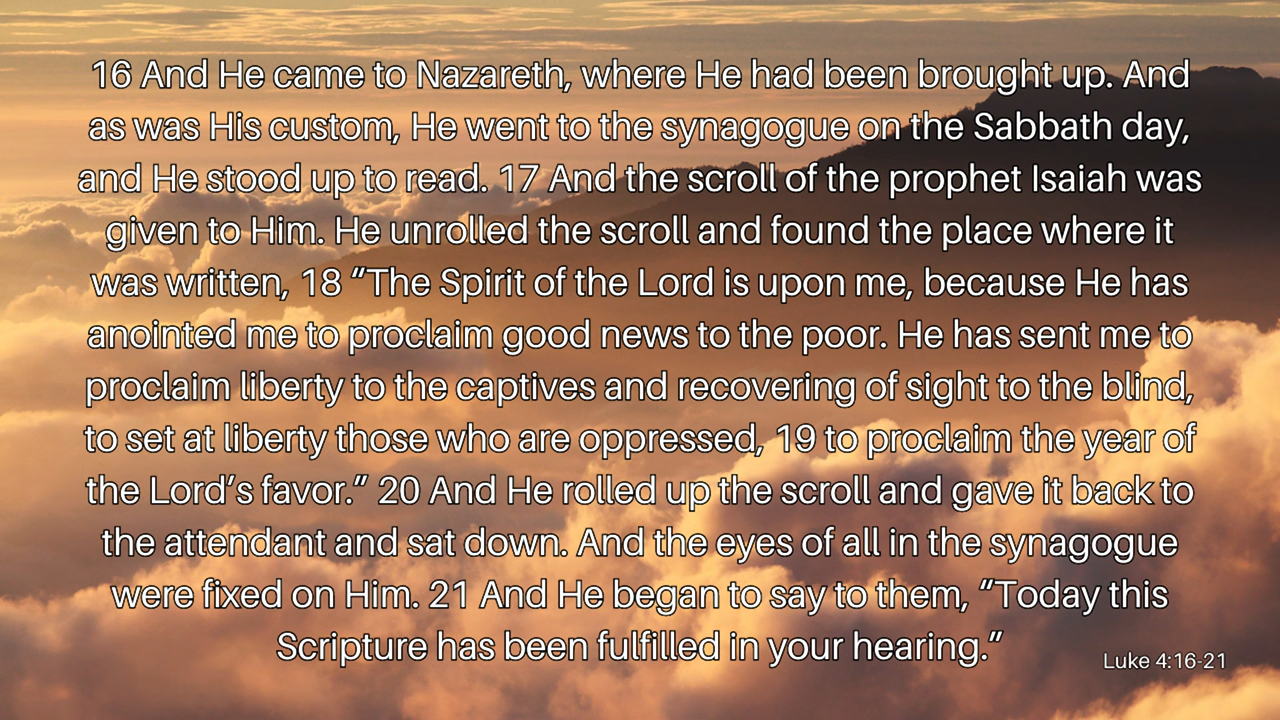 16 And He came to Nazareth, where He had been brought up. And
as was His custom, He went to the synagogue on the Sabbath day,
and He stood up to read. 17 And the scroll of the prophet Isaiah was
given to Him. He unrolled the scroll and found the place where it
was written, 18 “The Spirit of the Lord is upon me, because He has
anointed me to proclaim good news to the poor. He has sent me to
proclaim liberty to the captives and recovering of sight to the blind,
to set at liberty those who are oppressed, 19 to proclaim the year of
the Lord’s favor.” 20 And He rolled up the scroll and gave it back to
the attendant and sat down. And the eyes of all in the synagogue
were fixed on Him. 21 And He began to say to them, “Today this
Scripture has been fulfilled in your hearing.”
Luke 4:16-21